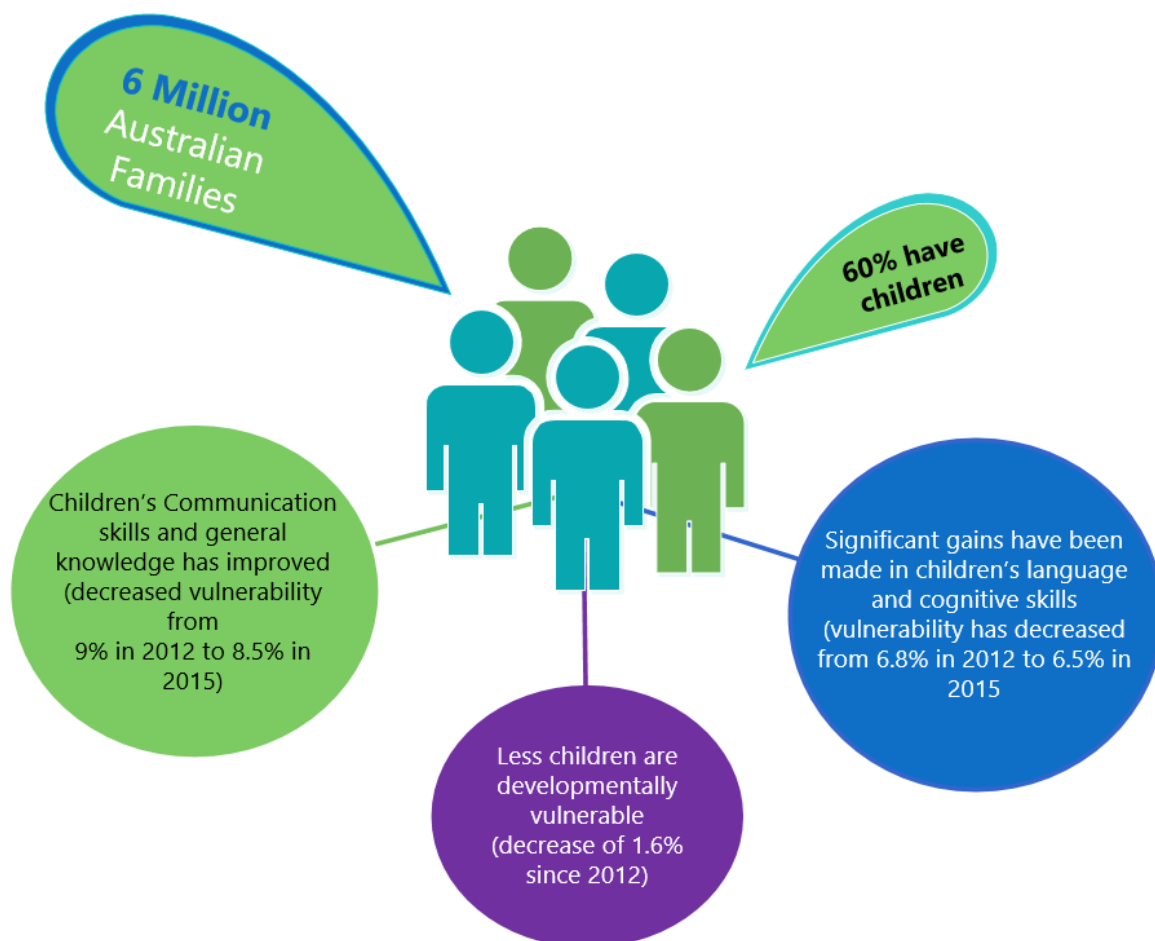 6 Million
Australian
Families
60% have
children
Children’s Communication
skills and general
knowledge has improved
(decreased vulnerability
from
9% in 2012 to 8.5% in
2015)
Significant gains have been
made in children’s language
and cognitive skills
(vulnerability has decreased
from 6.8% in 2012 to 6.5% in
2015
Less children are
developmentally
vulnerable
(decrease of 1.6%
since 2012)